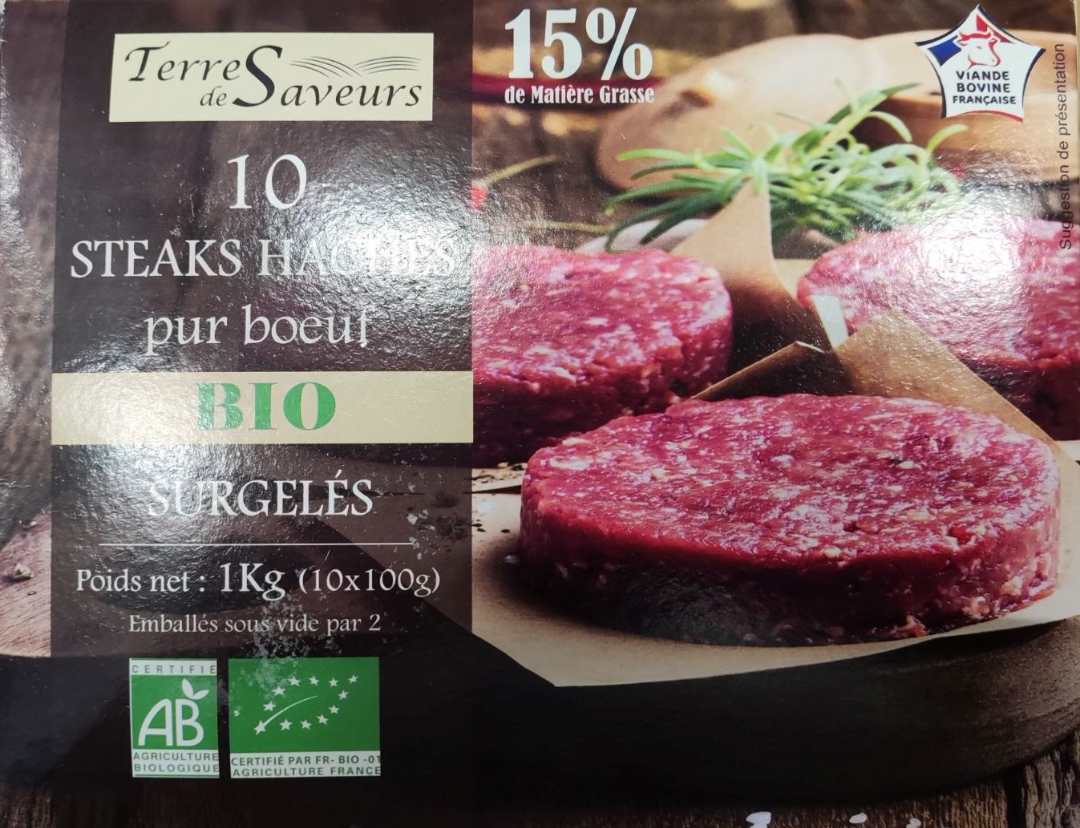 Terre de Saveurs
15%
de Matière Grasse
VIANDE
BOVINE
FRANÇAISE
Suggestion de présentation
10
STEAKS HACHÉS
pur boeuf
BIO
SURGELÉS
Poids net : 1Kg (10x100g)
Emballés sous vide par 2
CERTIFIÉ
AB
AGRICULTURE
BIOLOGIQUE
CERTIFIÉ PAR FR- BIO -01
AGRICULTURE FRANCE